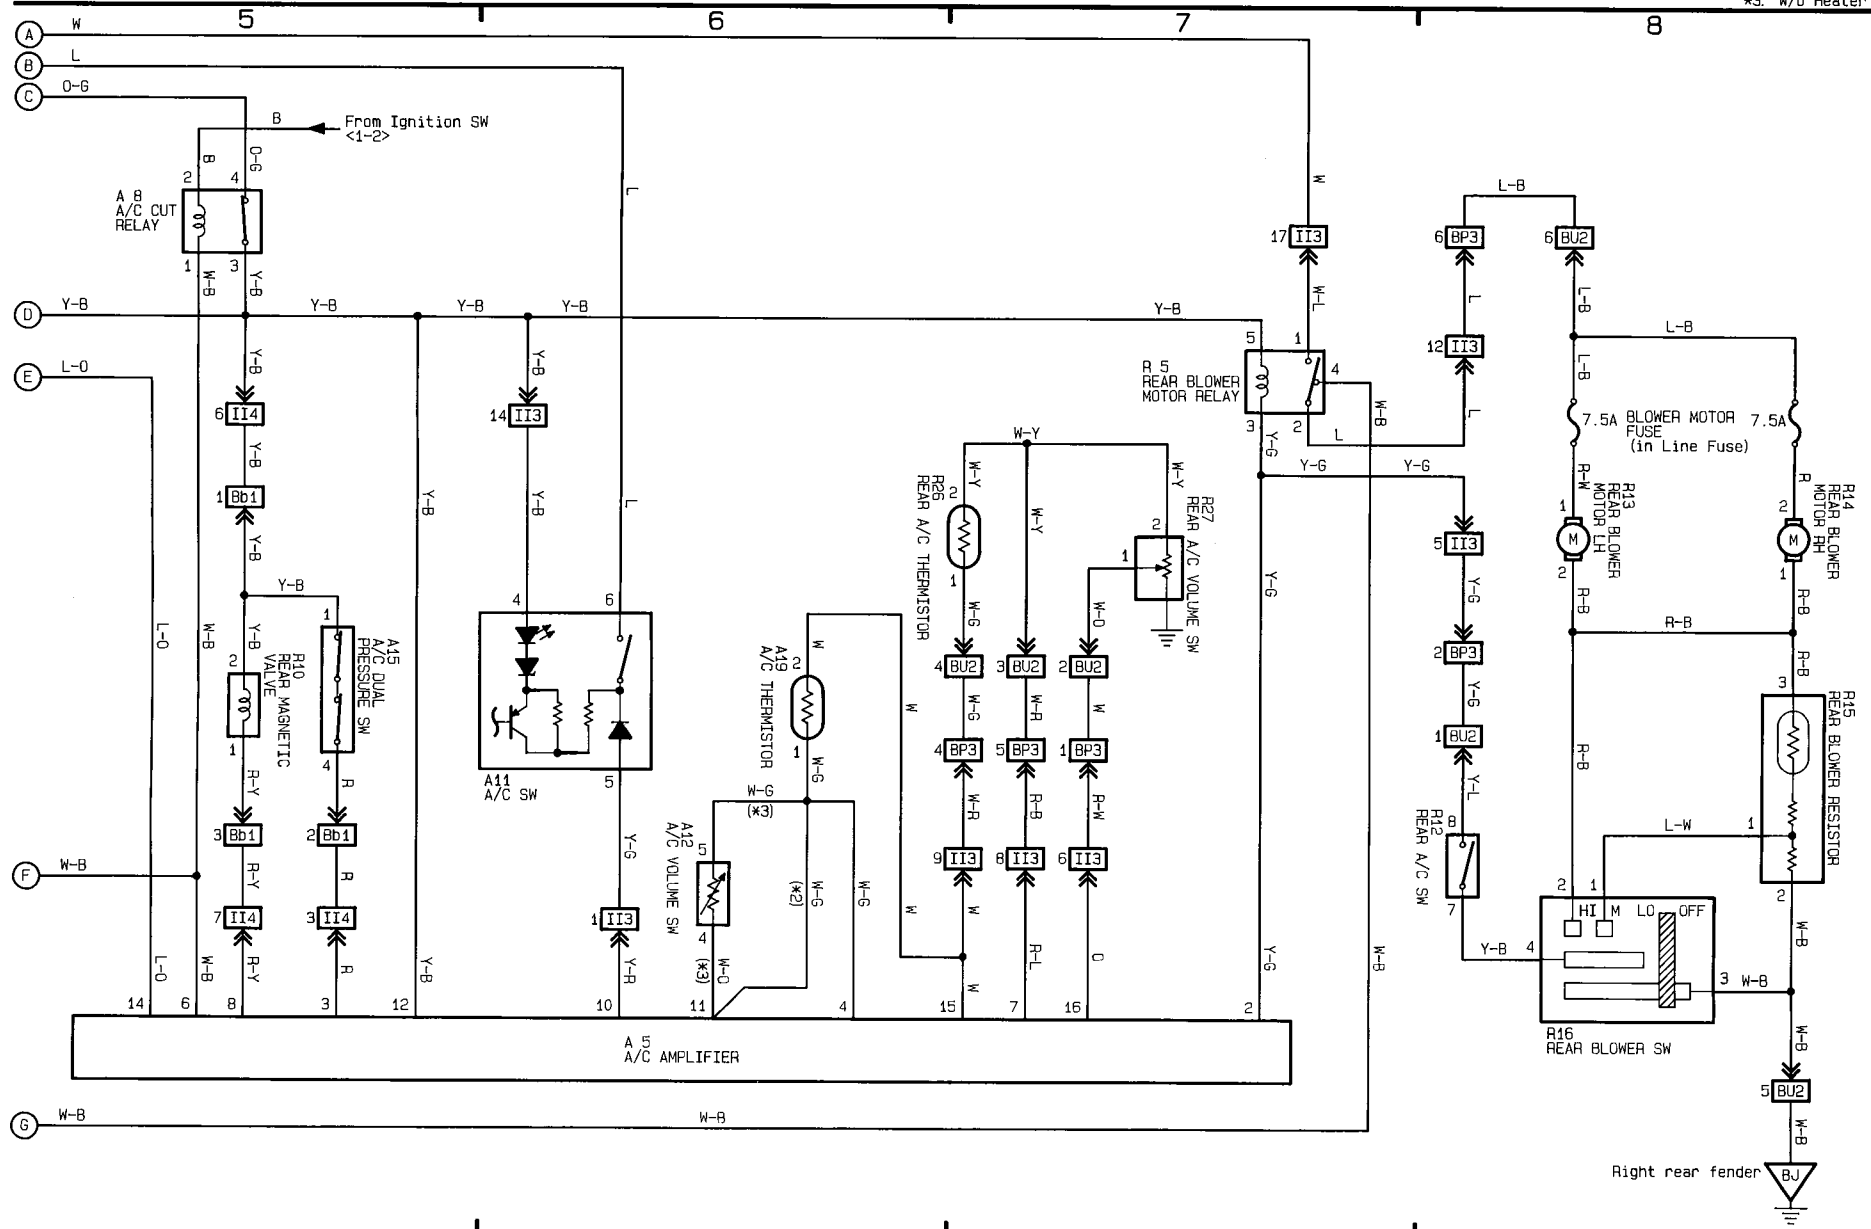 *3: W/O Heater
5
6
7
8
A W
B L
C O-G
B From Ignition SW
<1-2>
B
O-G
2 4
A 8
A/C CUT
RELAY
1 3
W-B
Y-B
L
W
17 II3
W-L
L-B
6 BP3
6 BU2
L
L-B
12 II3
L
D Y-B
Y-B
Y-B
Y-B
Y-B
E L-O
Y-B
6 II4
Y-B
1 Bb1
Y-B
Y-B
Y-B
14 II3
Y-B
Y-B
L
5 1
4
R 5
REAR BLOWER
MOTOR RELAY
3 2
L
W-B
Y-G
Y-G
Y-G
L-B
L-B
7.5A BLOWER MOTOR 7.5A
FUSE
(in Line Fuse)
R-W
R
1
M
2
R13
REAR BLOWER
MOTOR LH
2
M
1
R14
REAR BLOWER
MOTOR RH
R-B
R-B
R-B
R-B
R-B
W-Y
W-Y
W-Y
W-Y
2
R26
REAR A/C THERMISTOR
1
2
1
R27
REAR A/C VOLUME SW
W-G
W-O
4 BU2
3 BU2
2 BU2
W-G
W-R
W
4 BP3
5 BP3
1 BP3
W-R
R-B
R-W
9 II3
8 II3
6 II3
W
R-L
O
W
Y-G
Y-G
5 II3
Y-G
2 BP3
Y-G
1 BU2
Y-L
8
R12
REAR A/C SW
7
Y-B 4
L-O
W-B
Y-B
2
R10
REAR MAGNETIC
VALVE
1
1
A15
A/C DUAL
PRESSURE SW
4
R-Y
R
3 Bb1
2 Bb1
R-Y
R
7 II4
3 II4
R-Y
R
4 6
A11
A/C SW
5
Y-G
1 II3
Y-R
W
2
A19
A/C THERMISTOR
1
W
W-G
W-G
(*3)
5
A12
A/C VOLUME SW
4
W-O
(*3)
W-G
(*2)
W-G
W
F W-B
L-O
W-B
Y-B
W-B
14 6 8 3 12 10 11 4 15 7 16 2
A 5
A/C AMPLIFIER
3
R15
REAR BLOWER RESISTOR
1
2
L-W
2 1
HI M LO OFF
3 W-B
R16
REAR BLOWER SW
W-B
W-B
5 BU2
W-B
G W-B
W-B
Right rear fender BJ